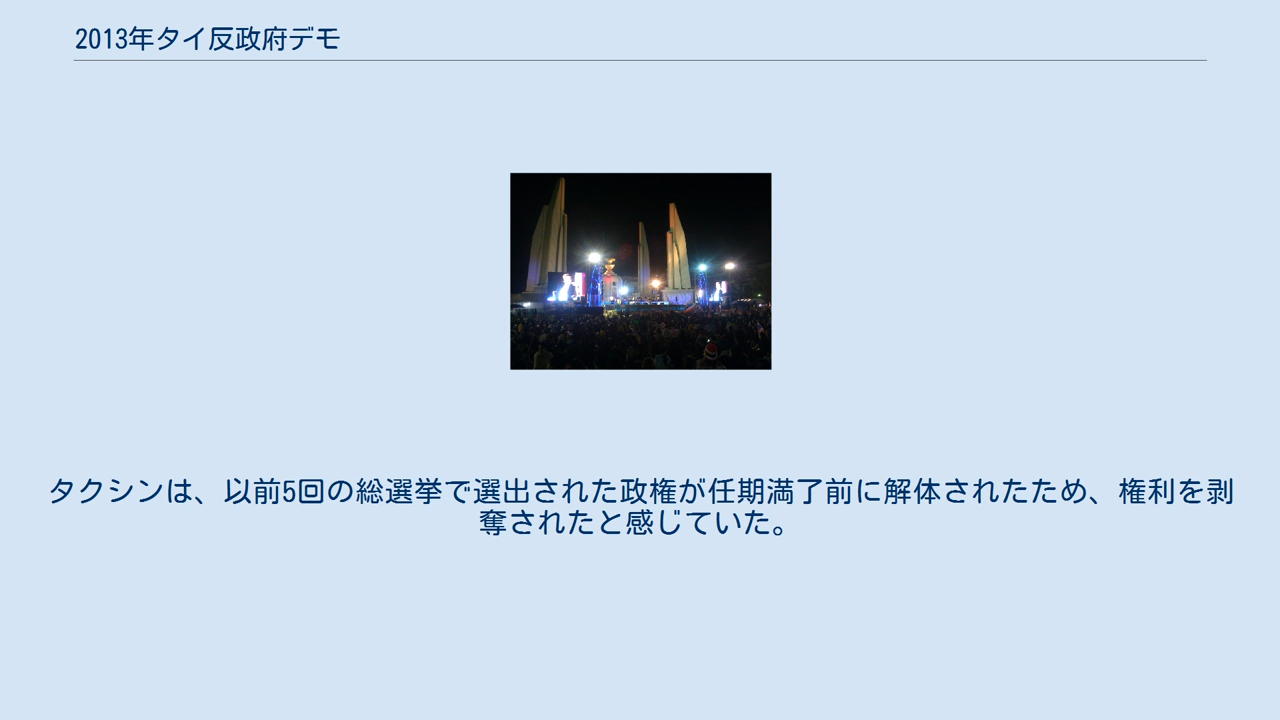 2013年タイ反政府デモ
タクシンは、以前5回の総選挙で選出された政権が任期満了前に解体されたため、権利を剥
奪されたと感じていた。